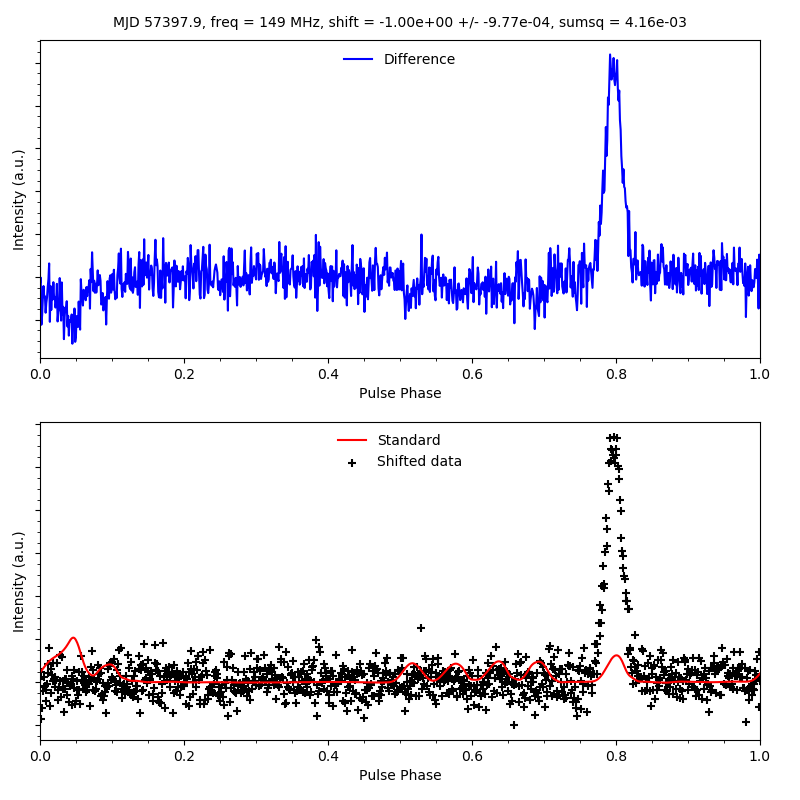 MJD 57397.9, freq = 149 MHz, shift = -1.00e+00 +/- -9.77e-04, sumsq = 4.16e-03
Difference
Intensity (a.u.)
0.0 0.2 0.4 0.6 0.8 1.0
Pulse Phase
Standard
Shifted data
Intensity (a.u.)
0.0 0.2 0.4 0.6 0.8 1.0
Pulse Phase